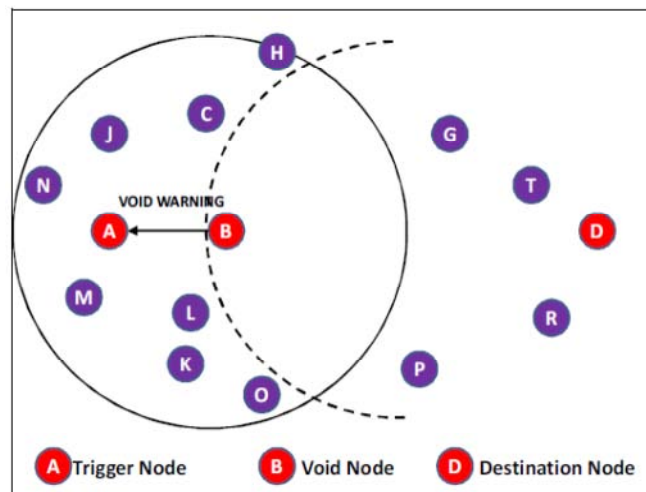 H
C
J
G
N
T
VOID WARNING
A
B
D
M
L
R
K
P
O
A Trigger Node B Void Node D Destination Node